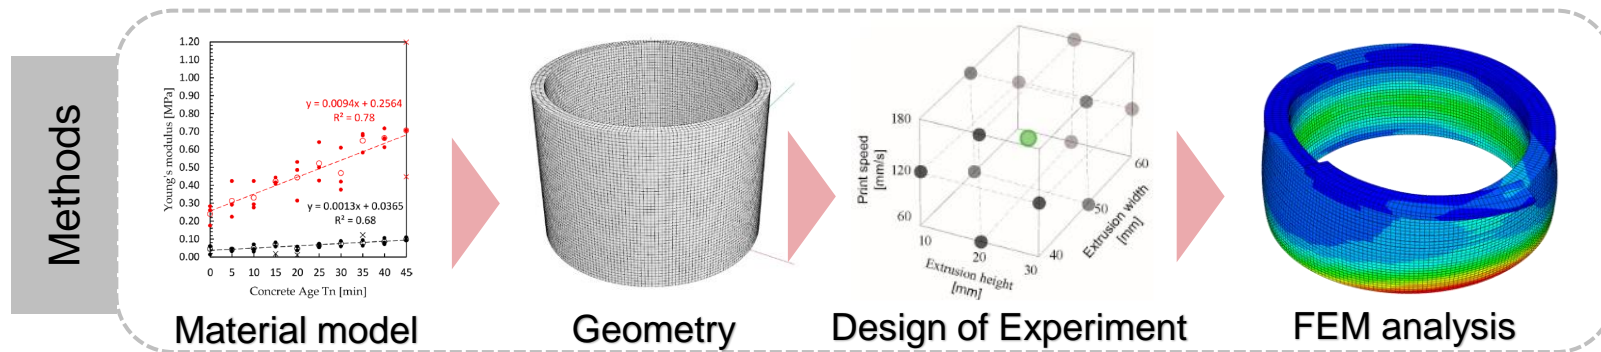 Methods
1.20
1.10
1.00
0.90
0.80
0.70
0.60
0.50
0.40
0.30
0.20
0.10
0.00
Young's modulus [MPa]
y = 0.0094x + 0.2564
R² = 0.78
y = 0.0013x + 0.0365
R² = 0.68
0 5 10 15 20 25 30 35 40 45
Concrete Age Tn [min]
Material model
Geometry
180
120
60
Print speed
[mm/s]
10
20
30
Extrusion height
[mm]
40
50
60
Extrusion width
[mm]
Design of Experiment
FEM analysis